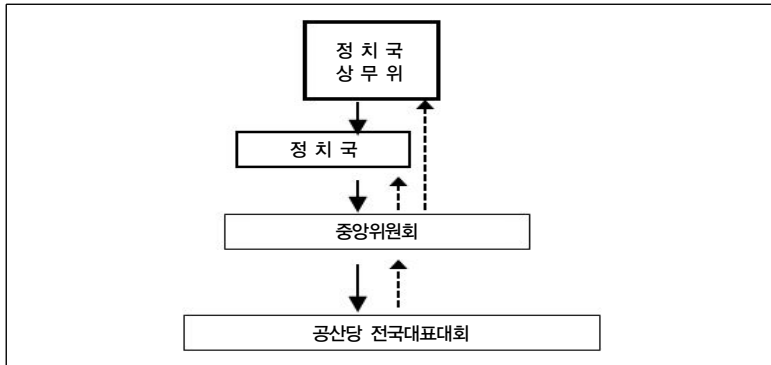 정 치 국
상 무 위
정 치 국
중앙위원회
공산당 전국대표대회